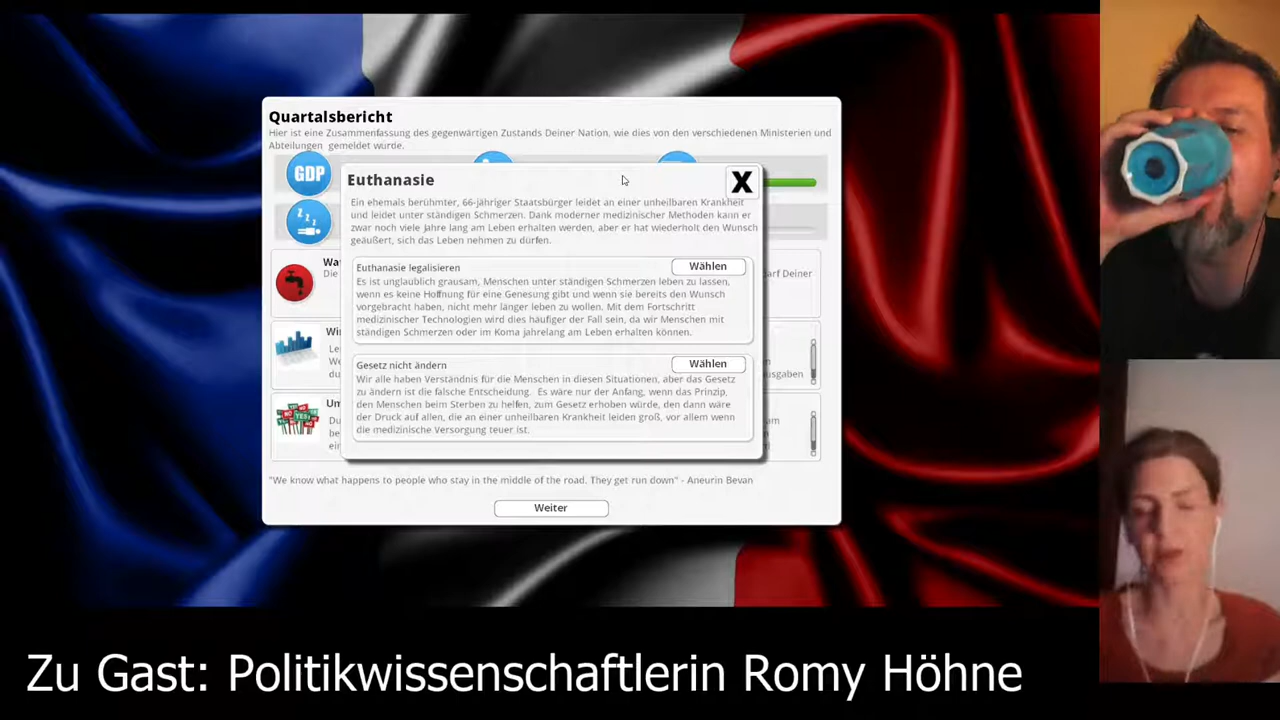 Quartalsbericht
Hier ist eine Zusammenfassung des gegenwärtigen Zustands Deiner Nation, wie dies von den verschiedenen Ministerien und
Abteilungen gemeldet wurde.
GDP
Euthanasie
X
Ein ehemals berühmter, 66-jähriger Staatsbürger leidet an einer unheilbaren Krankheit
und leidet unter ständigen Schmerzen. Dank moderner medizinischer Methoden kann er
zwar noch viele Jahre lang am Leben erhalten werden, aber er hat wiederholt den Wunsch
geäußert, sich das Leben nehmen zu dürfen.
Euthanasie legalisieren
Wählen
Es ist unglaublich grausam, Menschen unter ständigen Schmerzen leben zu lassen,
wenn es keine Hoffnung für eine Genesung gibt und wenn sie bereits den Wunsch
vorgebracht haben, nicht mehr länger leben zu wollen. Mit dem Fortschritt
medizinischer Technologien wird dies häufiger der Fall sein, da wir Menschen mit
ständigen Schmerzen oder im Koma jahrelang am Leben erhalten können.
Gesetz nicht ändern
Wählen
Wir alle haben Verständnis für die Menschen in diesen Situationen, aber das Gesetz
zu ändern ist die falsche Entscheidung. Es wäre nur der Anfang, wenn das Prinzip,
den Menschen beim Sterben zu helfen, zum Gesetz erhoben würde, den dann wäre
der Druck auf allen, die an einer unheilbaren Krankheit leiden groß, vor allem wenn
die medizinische Versorgung teuer ist.
Die
darf Deiner
ausgaben
"We know what happens to people who stay in the middle of the road. They get run down" - Aneurin Bevan
Weiter
Zu Gast: Politikwissenschaftlerin Romy Höhne